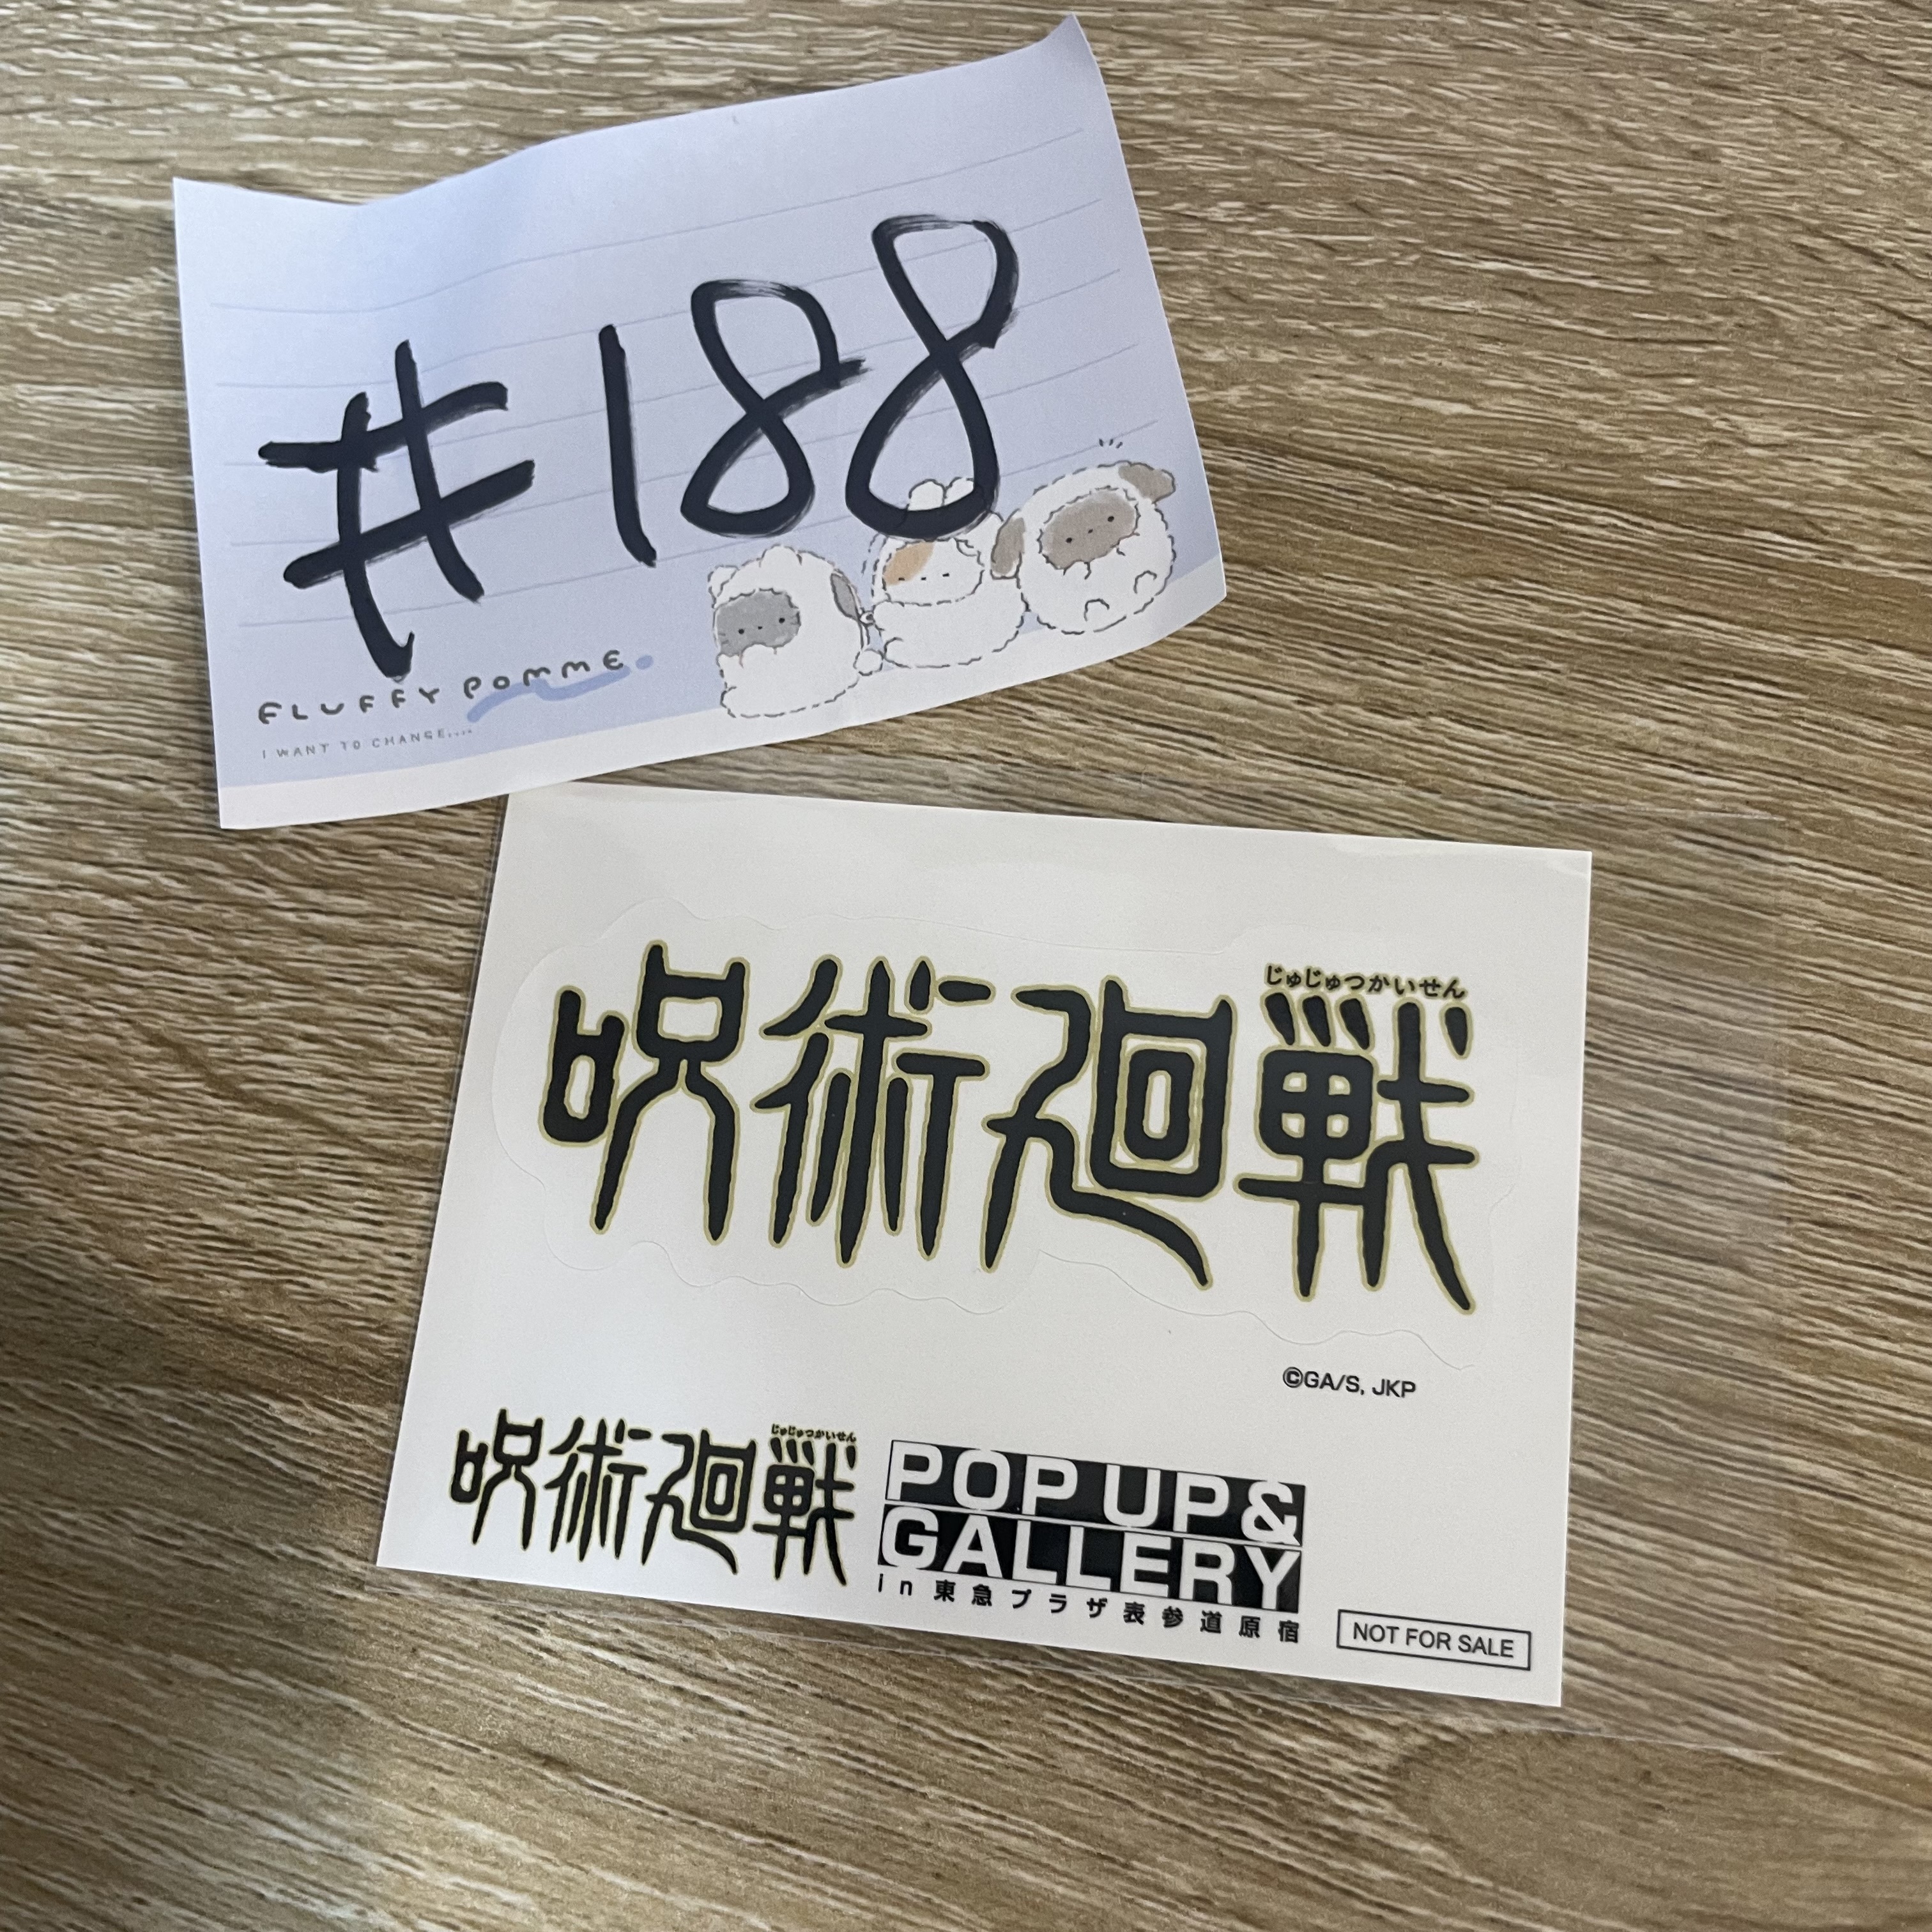 #188
FLUFFY POMME
I WANT TO CHANGE....
じゅじゅつかいせん
呪術廻戦
©GA/S, JKP
じゅじゅつかいせん
呪術廻戦
POP UP&
GALLERY
in 東急プラザ表参道原宿
NOT FOR SALE